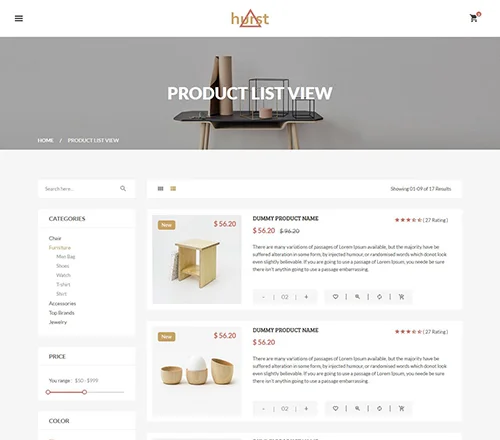 hurst
PRODUCT LIST VIEW
HOME / PRODUCT LIST VIEW
Search here...
Showing 01-09 of 17 Results
CATEGORIES
Chair
Furniture
Men Bag
Shoes
Watch
T-shirt
Shirt
Accessories
Top Brands
Jewelry
PRICE
You range : $50 - $999
COLOR
New
$ 56.20
DUMMY PRODUCT NAME
( 27 Rating )
$ 56.20 $ 96.20
There are many variations of passages of Lorem Ipsum available, but the majority have be
suffered alteration in some form, by injected humour, or randomised words which donot look
even slightly believable. If you are going to use a passage of Lorem Ipsum, you neede be sure
there isn't anythin going to use a passage embarrassing.
- | 02 | +
New
$ 56.20
DUMMY PRODUCT NAME
( 27 Rating )
$ 56.20
There are many variations of passages of Lorem Ipsum available, but the majority have be
suffered alteration in some form, by injected humour, or randomised words which donot look
even slightly believable. If you are going to use a passage of Lorem Ipsum, you neede be sure
there isn't anythin going to use a passage embarrassing.
- | 02 | +